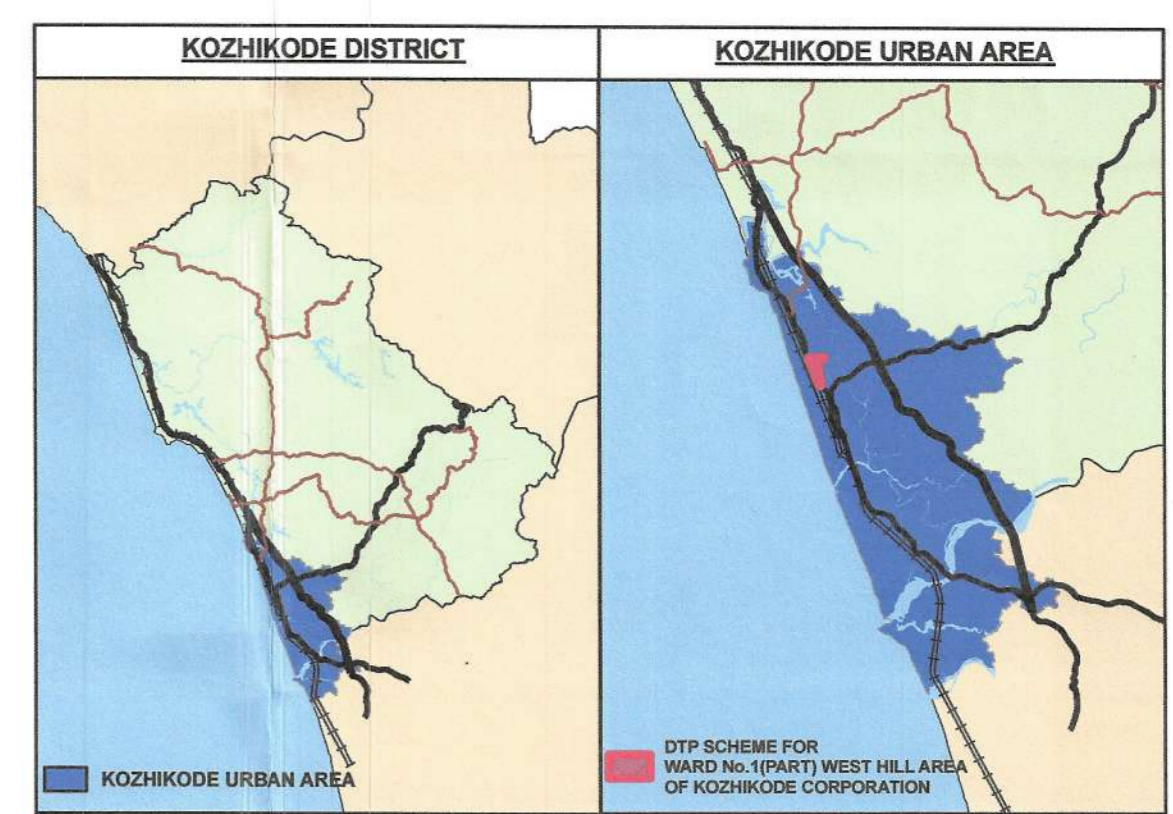 KOZHIKODE DISTRICT
KOZHIKODE URBAN AREA
KOZHIKODE URBAN AREA
DTP SCHEME FOR
WARD No.1(PART) WEST HILL AREA
OF KOZHIKODE CORPORATION